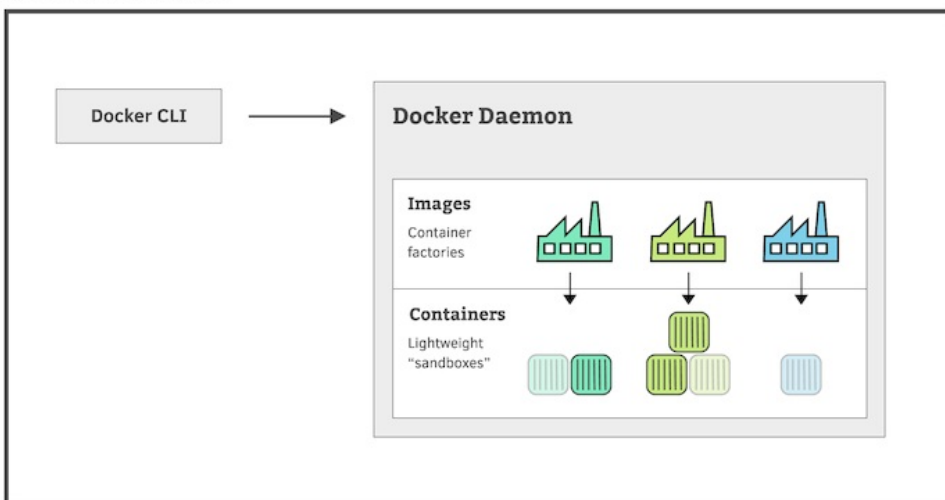 Docker CLI
Docker Daemon
Images
Container
factories
Containers
Lightweight
“sandboxes”